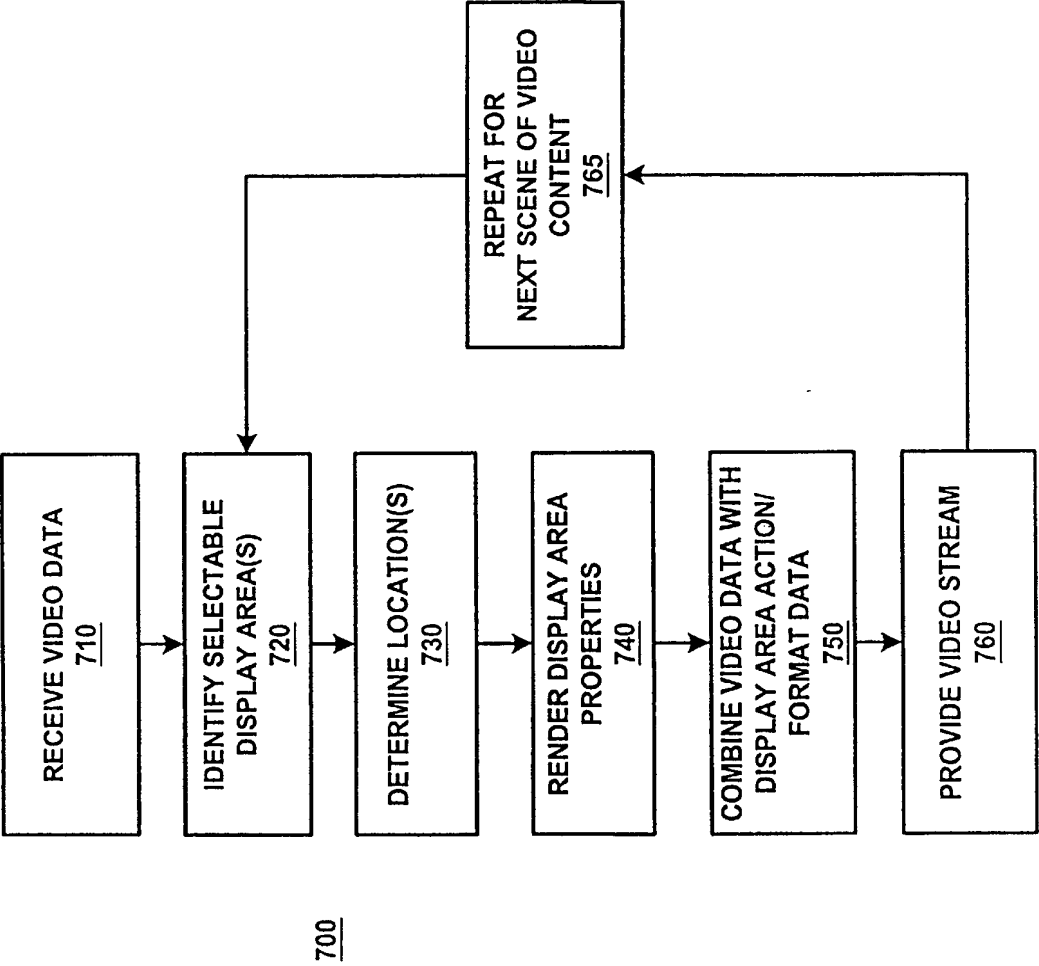 700
RECEIVE VIDEO DATA
710
IDENTIFY SELECTABLE
DISPLAY AREA(S)
720
DETERMINE LOCATION(S)
730
RENDER DISPLAY AREA
PROPERTIES
740
COMBINE VIDEO DATA WITH
DISPLAY AREA ACTION/
FORMAT DATA
750
PROVIDE VIDEO STREAM
760
REPEAT FOR
NEXT SCENE OF VIDEO
CONTENT
765